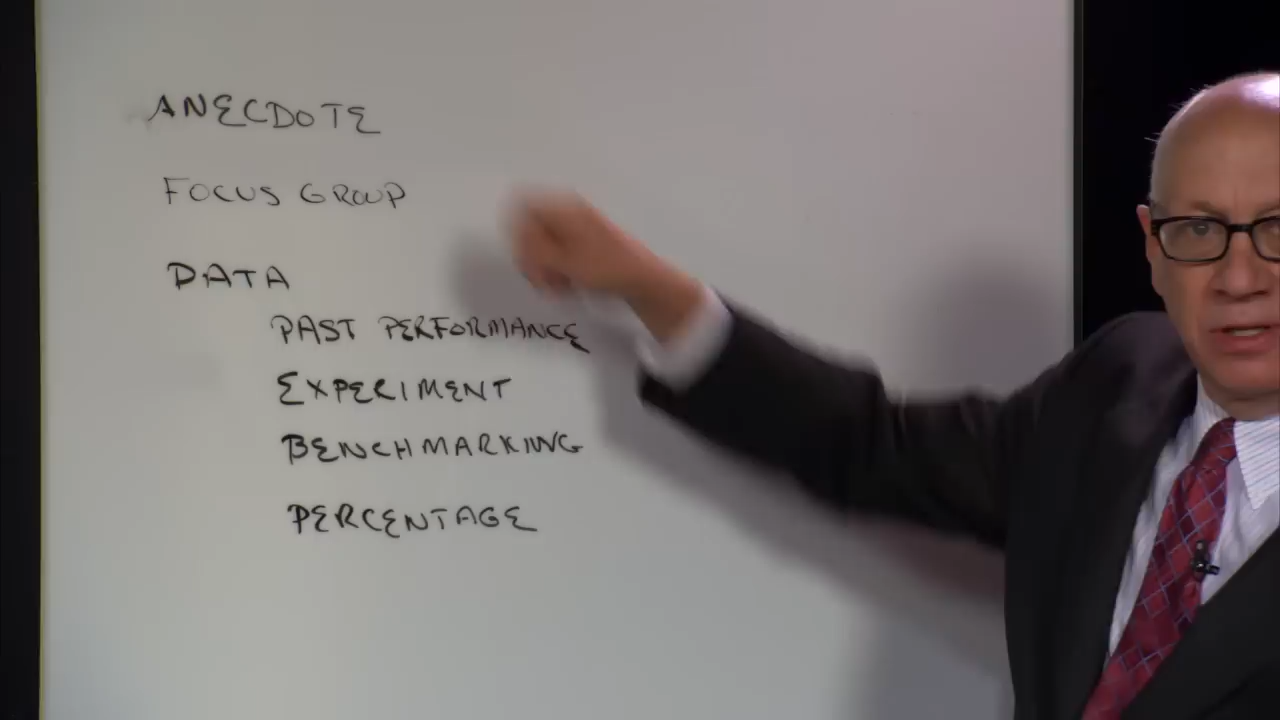 ANECDOTE
FOCUS GROUP
DATA
PAST PERFORMANCE
EXPERIMENT
BENCHMARKING
PERCENTAGE